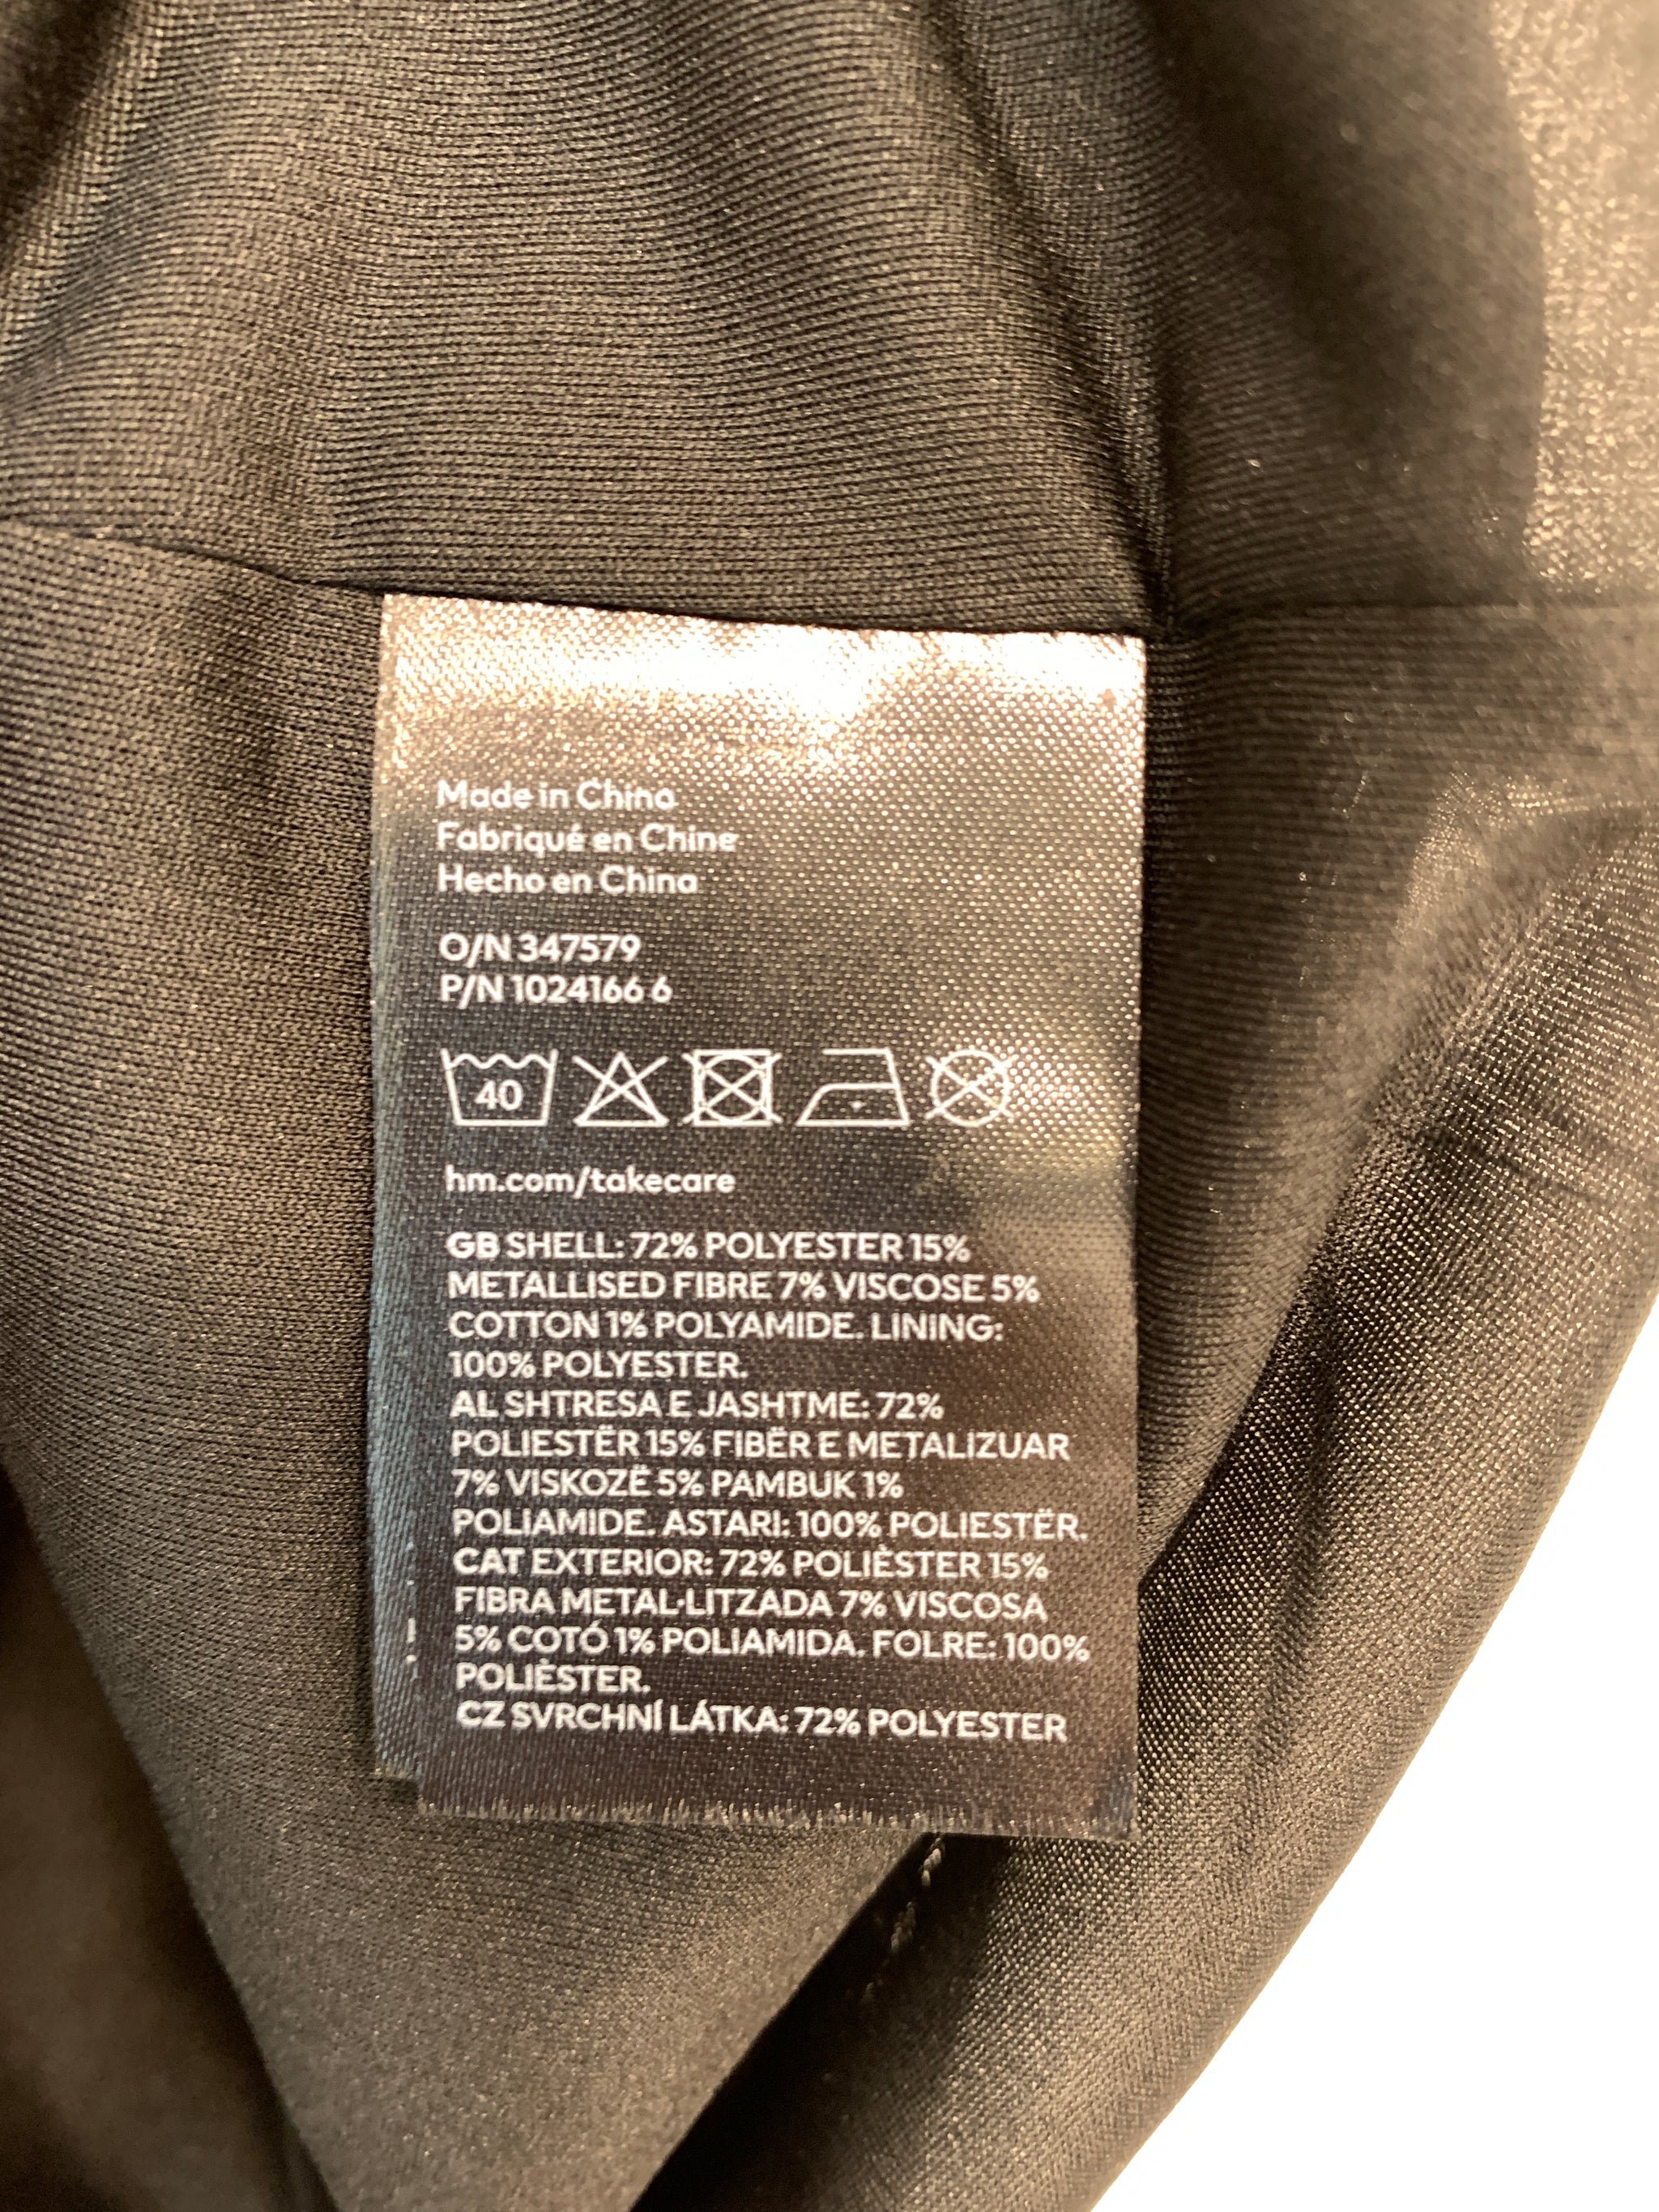 Made in China
Fabriqué en Chine
Hecho en China
O/N 347579
P/N 1024166 6
40
hm.com/takecare
GB SHELL: 72% POLYESTER 15%
METALLISED FIBRE 7% VISCOSE 5%
COTTON 1% POLYAMIDE. LINING:
100% POLYESTER.
AL SHTRESA E JASHTME: 72%
POLIESTËR 15% FIBËR E METALIZUAR
7% VISKOZË 5% PAMBUK 1%
POLIAMIDE. ASTARI: 100% POLIESTËR.
CAT EXTERIOR: 72% POLIÈSTER 15%
FIBRA METAL·LITZADA 7% VISCOSA
5% COTÓ 1% POLIAMIDA. FOLRE: 100%
POLIÈSTER.
CZ SVRCHNÍ LÁTKA: 72% POLYESTER